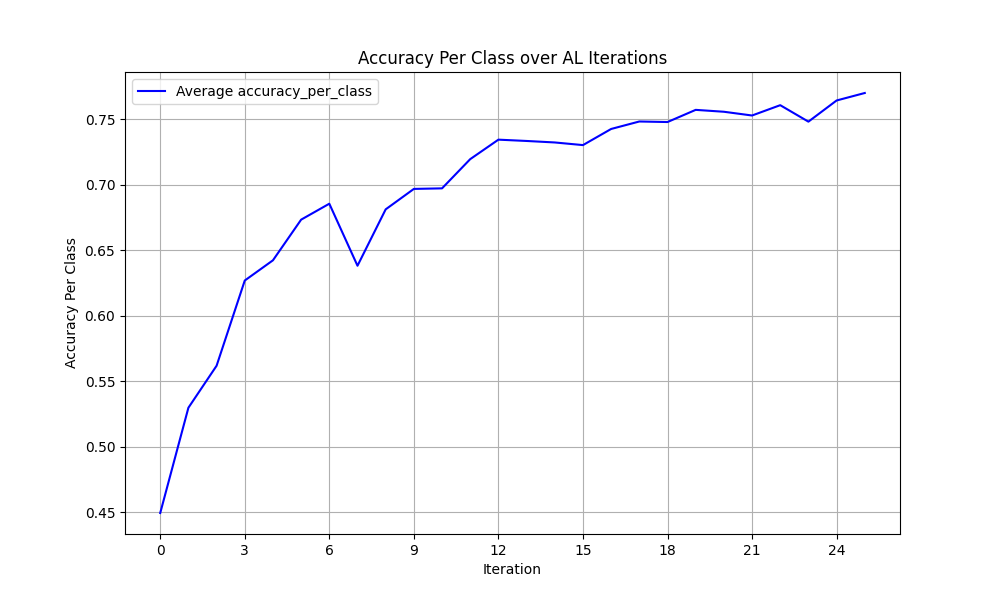 Accuracy Per Class over AL Iterations
Average accuracy_per_class
Accuracy Per Class
0.75
0.70
0.65
0.60
0.55
0.50
0.45
0 3 6 9 12 15 18 21 24
Iteration